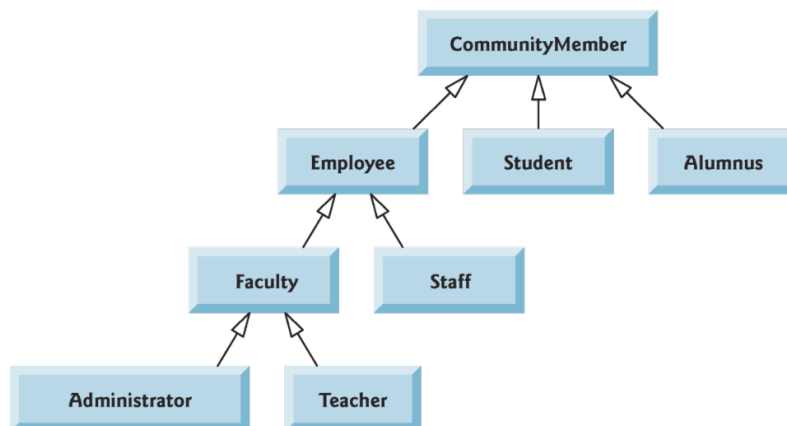 CommunityMember
Employee
Student
Alumnus
Faculty
Staff
Administrator
Teacher